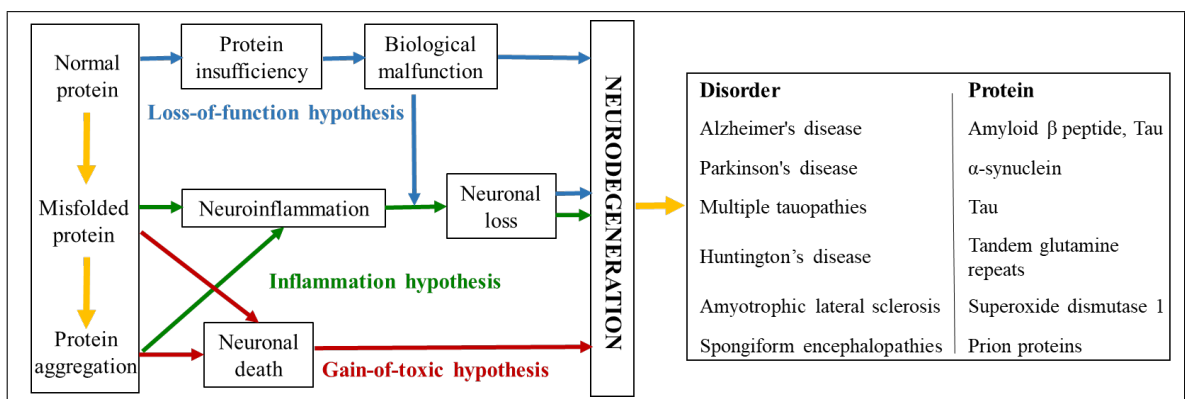 Normal
protein
Misfolded
protein
Protein
aggregation
Protein
insufficiency
Biological
malfunction
Loss-of-function hypothesis
Neuroinflammation
Neuronal
loss
Inflammation hypothesis
Neuronal
death
Gain-of-toxic hypothesis
NEURODEGENERATION
Disorder Protein
Alzheimer's disease Amyloid β peptide, Tau
Parkinson's disease α-synuclein
Multiple tauopathies Tau
Huntington’s disease Tandem glutamine
repeats
Amyotrophic lateral sclerosis Superoxide dismutase 1
Spongiform encephalopathies Prion proteins